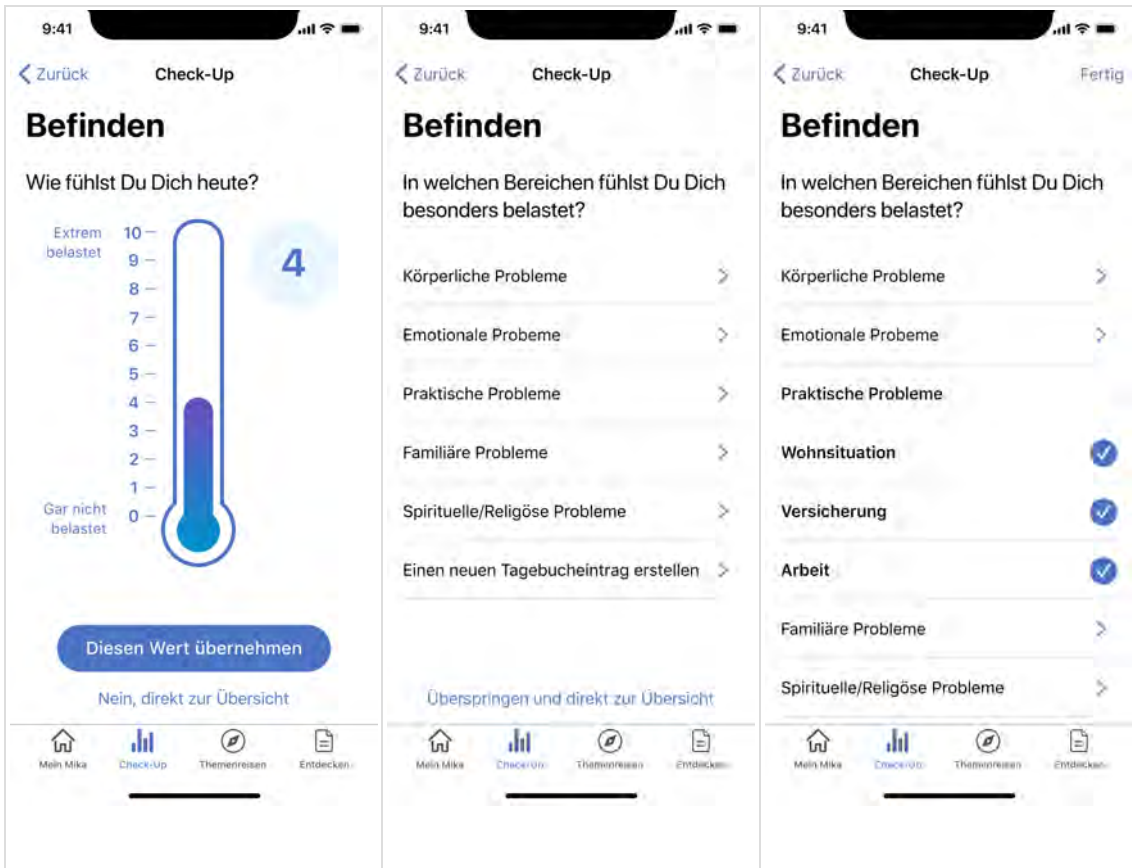 9:41
Zurück
Check-Up
Befinden
Wie fühlst Du Dich heute?
Extrem
belastet
10
9
8
7
6
5
4
3
2
1
0
Gar nicht
belastet
4
Diesen Wert übernehmen
Nein, direkt zur Übersicht
Mein Mika
Check-Up
Themenreisen
Entdecken
9:41
Zurück
Check-Up
Befinden
In welchen Bereichen fühlst Du Dich
besonders belastet?
Körperliche Probleme
Emotionale Probeme
Praktische Probleme
Familiäre Probleme
Spirituelle/Religöse Probleme
Einen neuen Tagebucheintrag erstellen
Überspringen und direkt zur Übersicht
Mein Mika
Check-Up
Themenreisen
Entdecken
9:41
Zurück
Check-Up
Fertig
Befinden
In welchen Bereichen fühlst Du Dich
besonders belastet?
Körperliche Probleme
Emotionale Probeme
Praktische Probleme
Wohnsituation
Versicherung
Arbeit
Familiäre Probleme
Spirituelle/Religöse Probleme
Mein Mika
Check-Up
Themenreisen
Entdecken